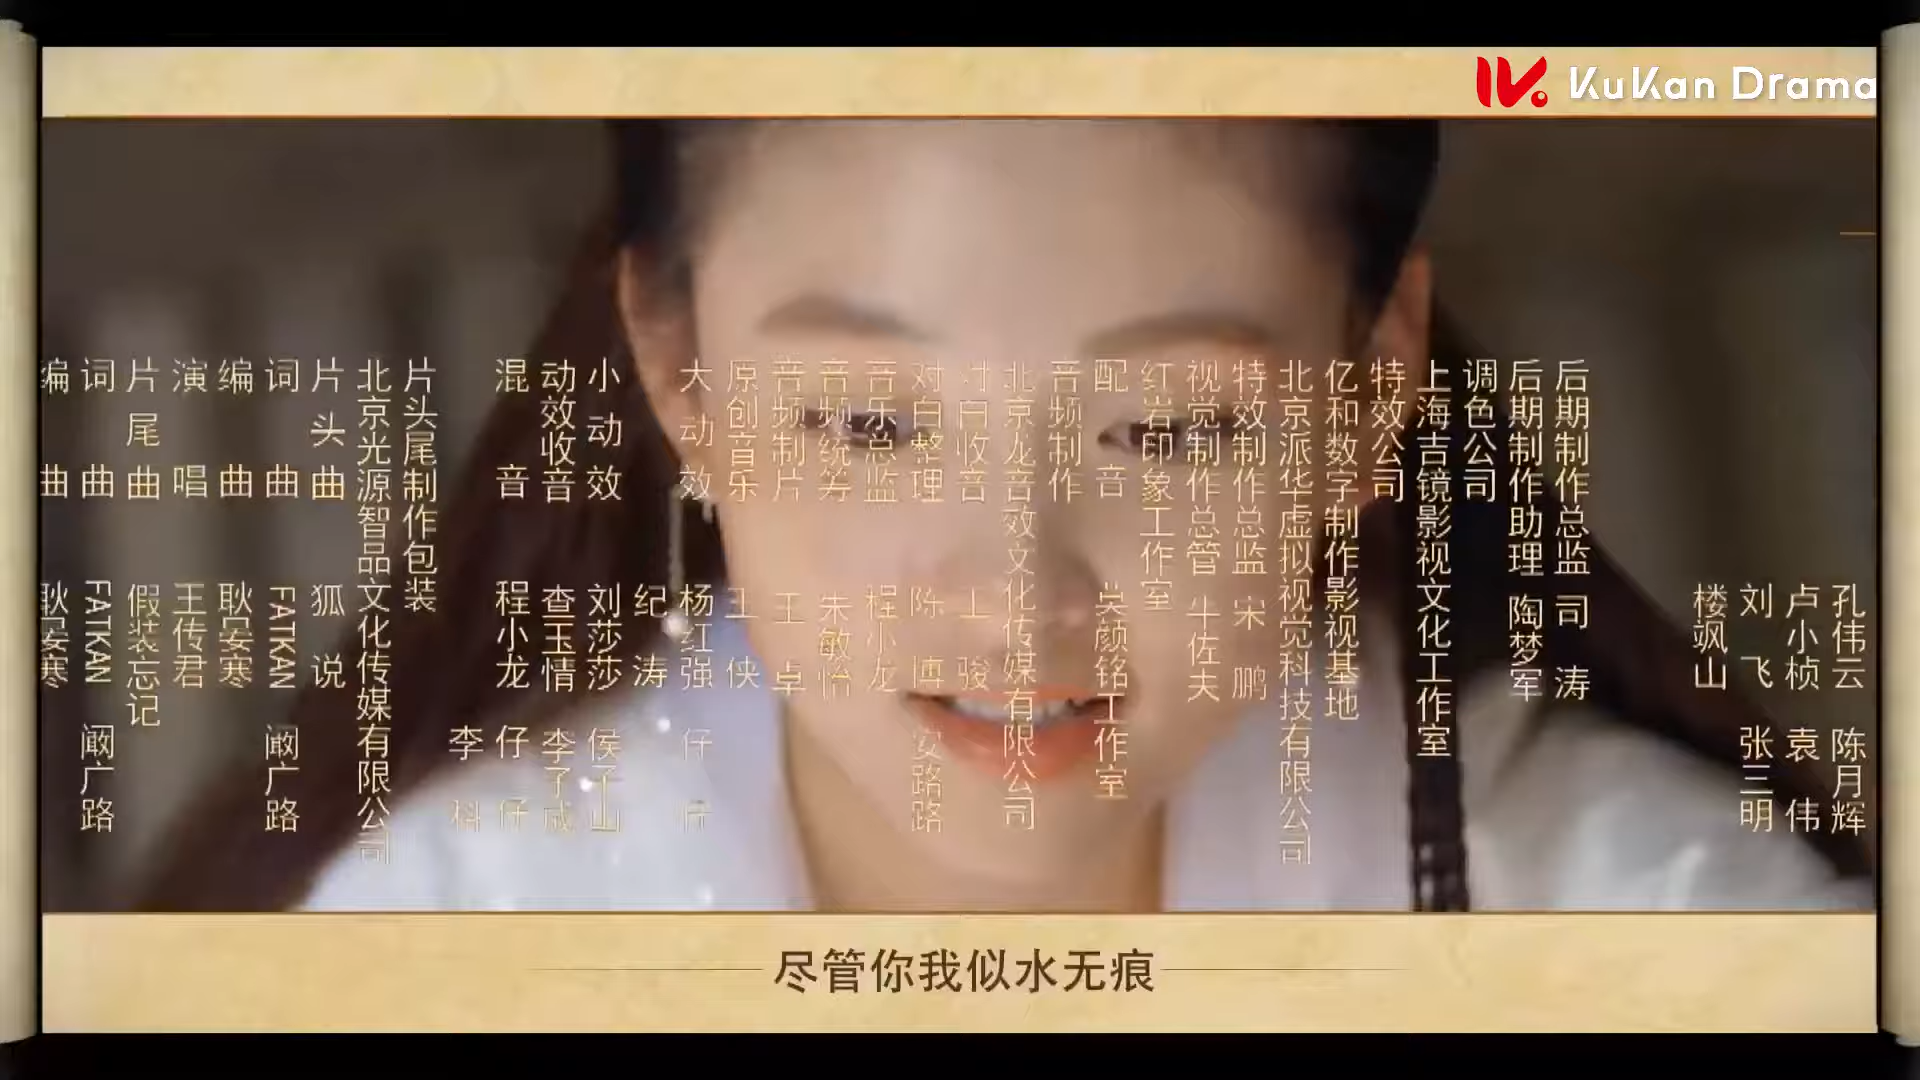 KuKan Drama
孔伟云 陈月辉
卢小桢 袁伟
刘飞 张三明
楼飒山
后期制作总监 司涛
后期制作助理 陶梦军
调色公司
上海吉镜影视文化工作室
特效公司
亿和数字制作影视基地
北京派华虚拟视觉科技有限公司
特效制作总监 宋鹏
视觉制作总管 牛佐夫
红岩印象工作室
配音 吴颜铭工作室
音频制作
北京龙音效文化传媒有限公司
对白收音 王骏
对白整理 陈博 安路路
音乐总监 程小龙
音频统筹 朱敏怡
音频制片 王卓
原创音乐 王侠
大动效 杨红强 仔仔
纪涛
小动效 刘莎莎 侯子山
动效收音 查玉情 李子成
混音 程小龙 仔仔
李科
片头尾制作包装
北京光源智品文化传媒有限公司
片头曲 狐说
词曲 FATKAN 阚广路
编曲 耿安寒
演唱 王传君
片尾曲 假装忘记
词曲 FATKAN 阚广路
编曲 耿安寒
尽管你我似水无痕